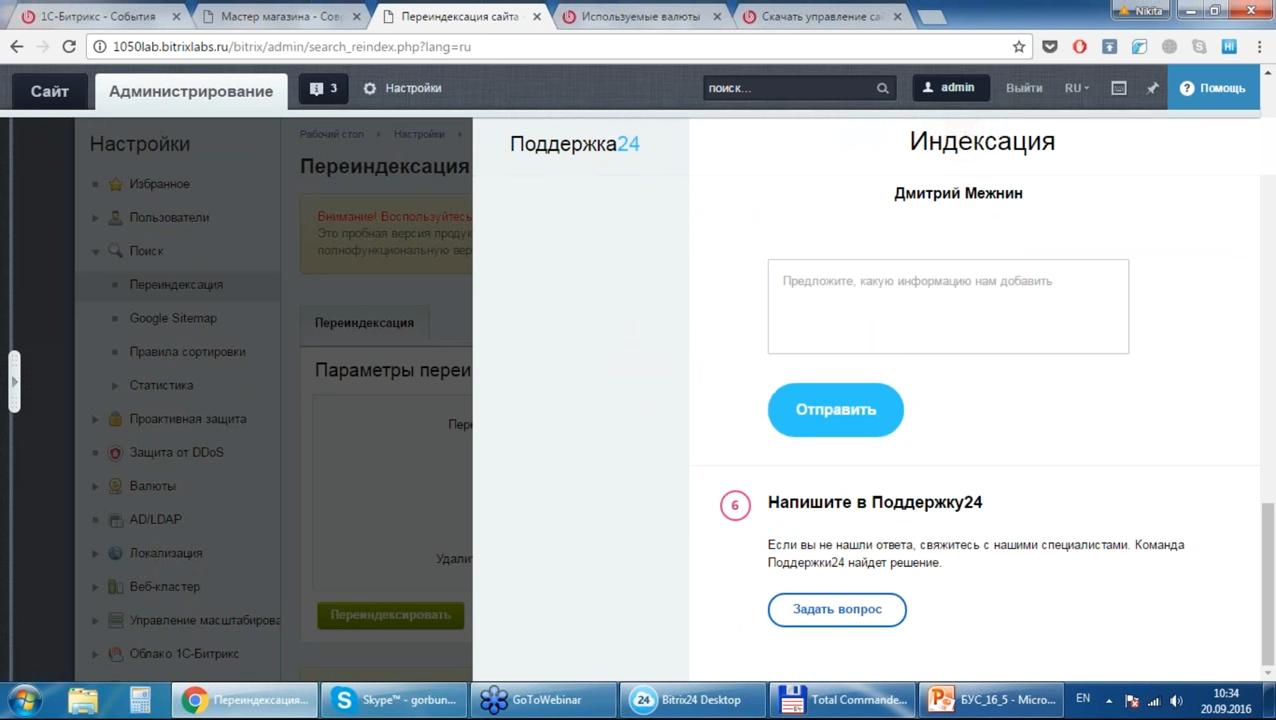 1С-Битрикс - События
Мастер магазина - Совр
Переиндексация сайта -
Используемые валюты
Скачать управление сай
Nikita
1050lab.bitrixlabs.ru/bitrix/admin/search_reindex.php?lang=ru
Сайт
Администрирование
3
Настройки
поиск...
admin
Выйти
RU
Помощь
Настройки
Избранное
Пользователи
Поиск
Переиндексация
Google Sitemap
Правила сортировки
Статистика
Проактивная защита
Защита от DDoS
Валюты
AD/LDAP
Локализация
Веб-кластер
Управление масштабирова
Облако 1С-Битрикс
Рабочий стол
Настройки
Переиндексация
Внимание! Воспользуйтесь
Это пробная версия проду
полнофункциональную вер
Переиндексация
Параметры переи
Пере
Удали
Переиндексировать
Поддержка24
Индексация
Дмитрий Межнин
Предложите, какую информацию нам добавить
Отправить
6
Напишите в Поддержку24
Если вы не нашли ответа, свяжитесь с нашими специалистами. Команда
Поддержки24 найдет решение.
Задать вопрос
Переиндексация...
Skype™ - gorbun...
GoToWebinar
24
Bitrix24 Desktop
Total Commande...
БУС_16_5 - Micro...
EN
10:34
20.09.2016